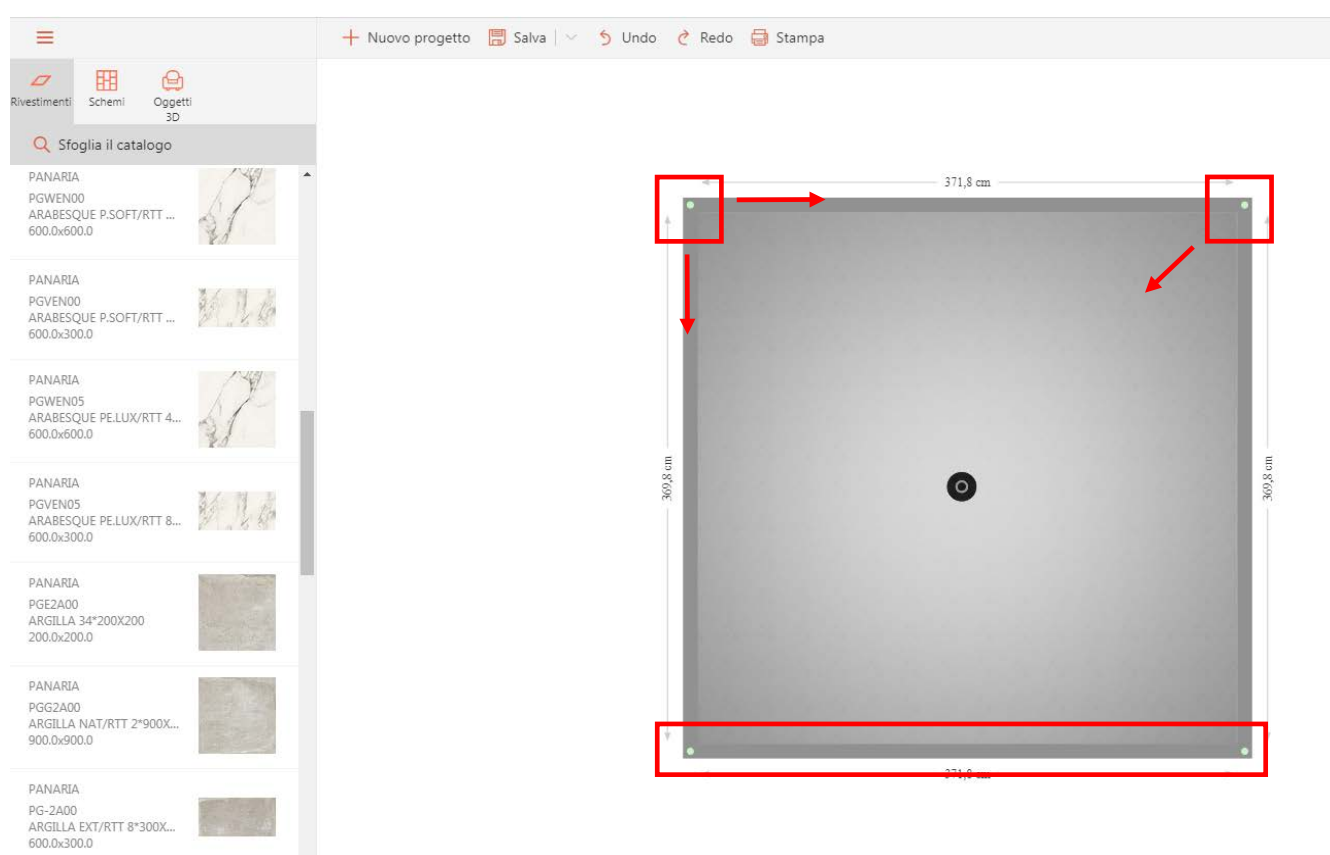 Nuovo progetto Salva Undo Redo Stampa
Rivestimenti Schemi Oggetti
3D
Sfoglia il catalogo
PANARIA
PGWEN00
ARABESQUE P.SOFT/RTT ...
600.0x600.0
PANARIA
PGVEN00
ARABESQUE P.SOFT/RTT ...
600.0x300.0
PANARIA
PGWEN05
ARABESQUE PE.LUX/RTT 4...
600.0x600.0
PANARIA
PGVEN05
ARABESQUE PE.LUX/RTT 8...
600.0x300.0
PANARIA
PGE2A00
ARGILLA 34*200X200
200.0x200.0
PANARIA
PGG2A00
ARGILLA NAT/RTT 2*900X...
900.0x900.0
PANARIA
PG-2A00
ARGILLA EXT/RTT 8*300X...
600.0x300.0
371,8 cm
369,8 cm
369,8 cm
371,8 cm